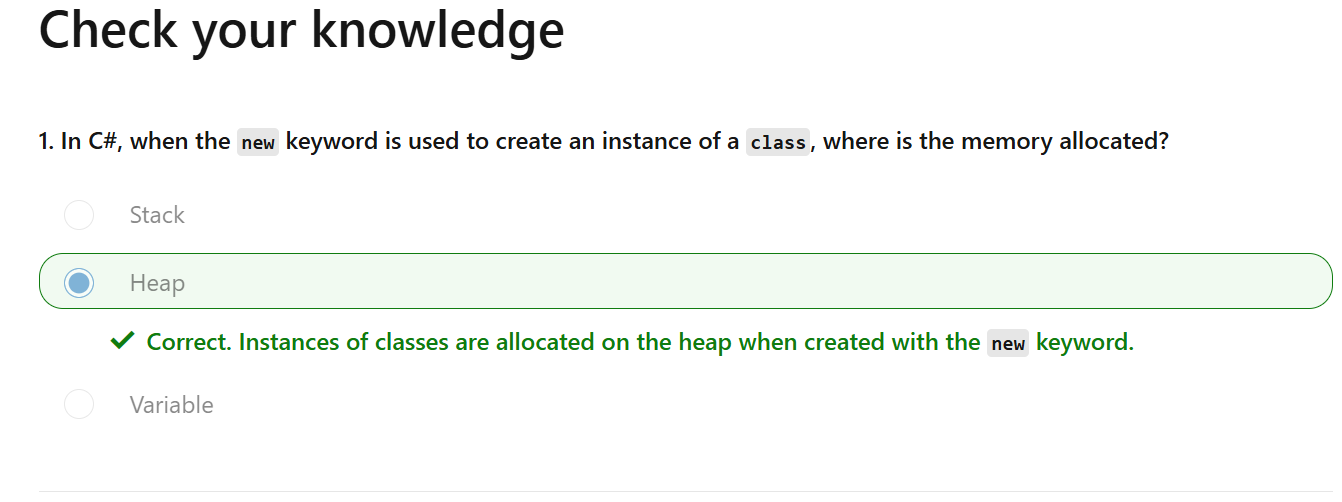 Check your knowledge
1. In C#, when the new keyword is used to create an instance of a class, where is the memory allocated?
Stack
Heap
Correct. Instances of classes are allocated on the heap when created with the new keyword.
Variable